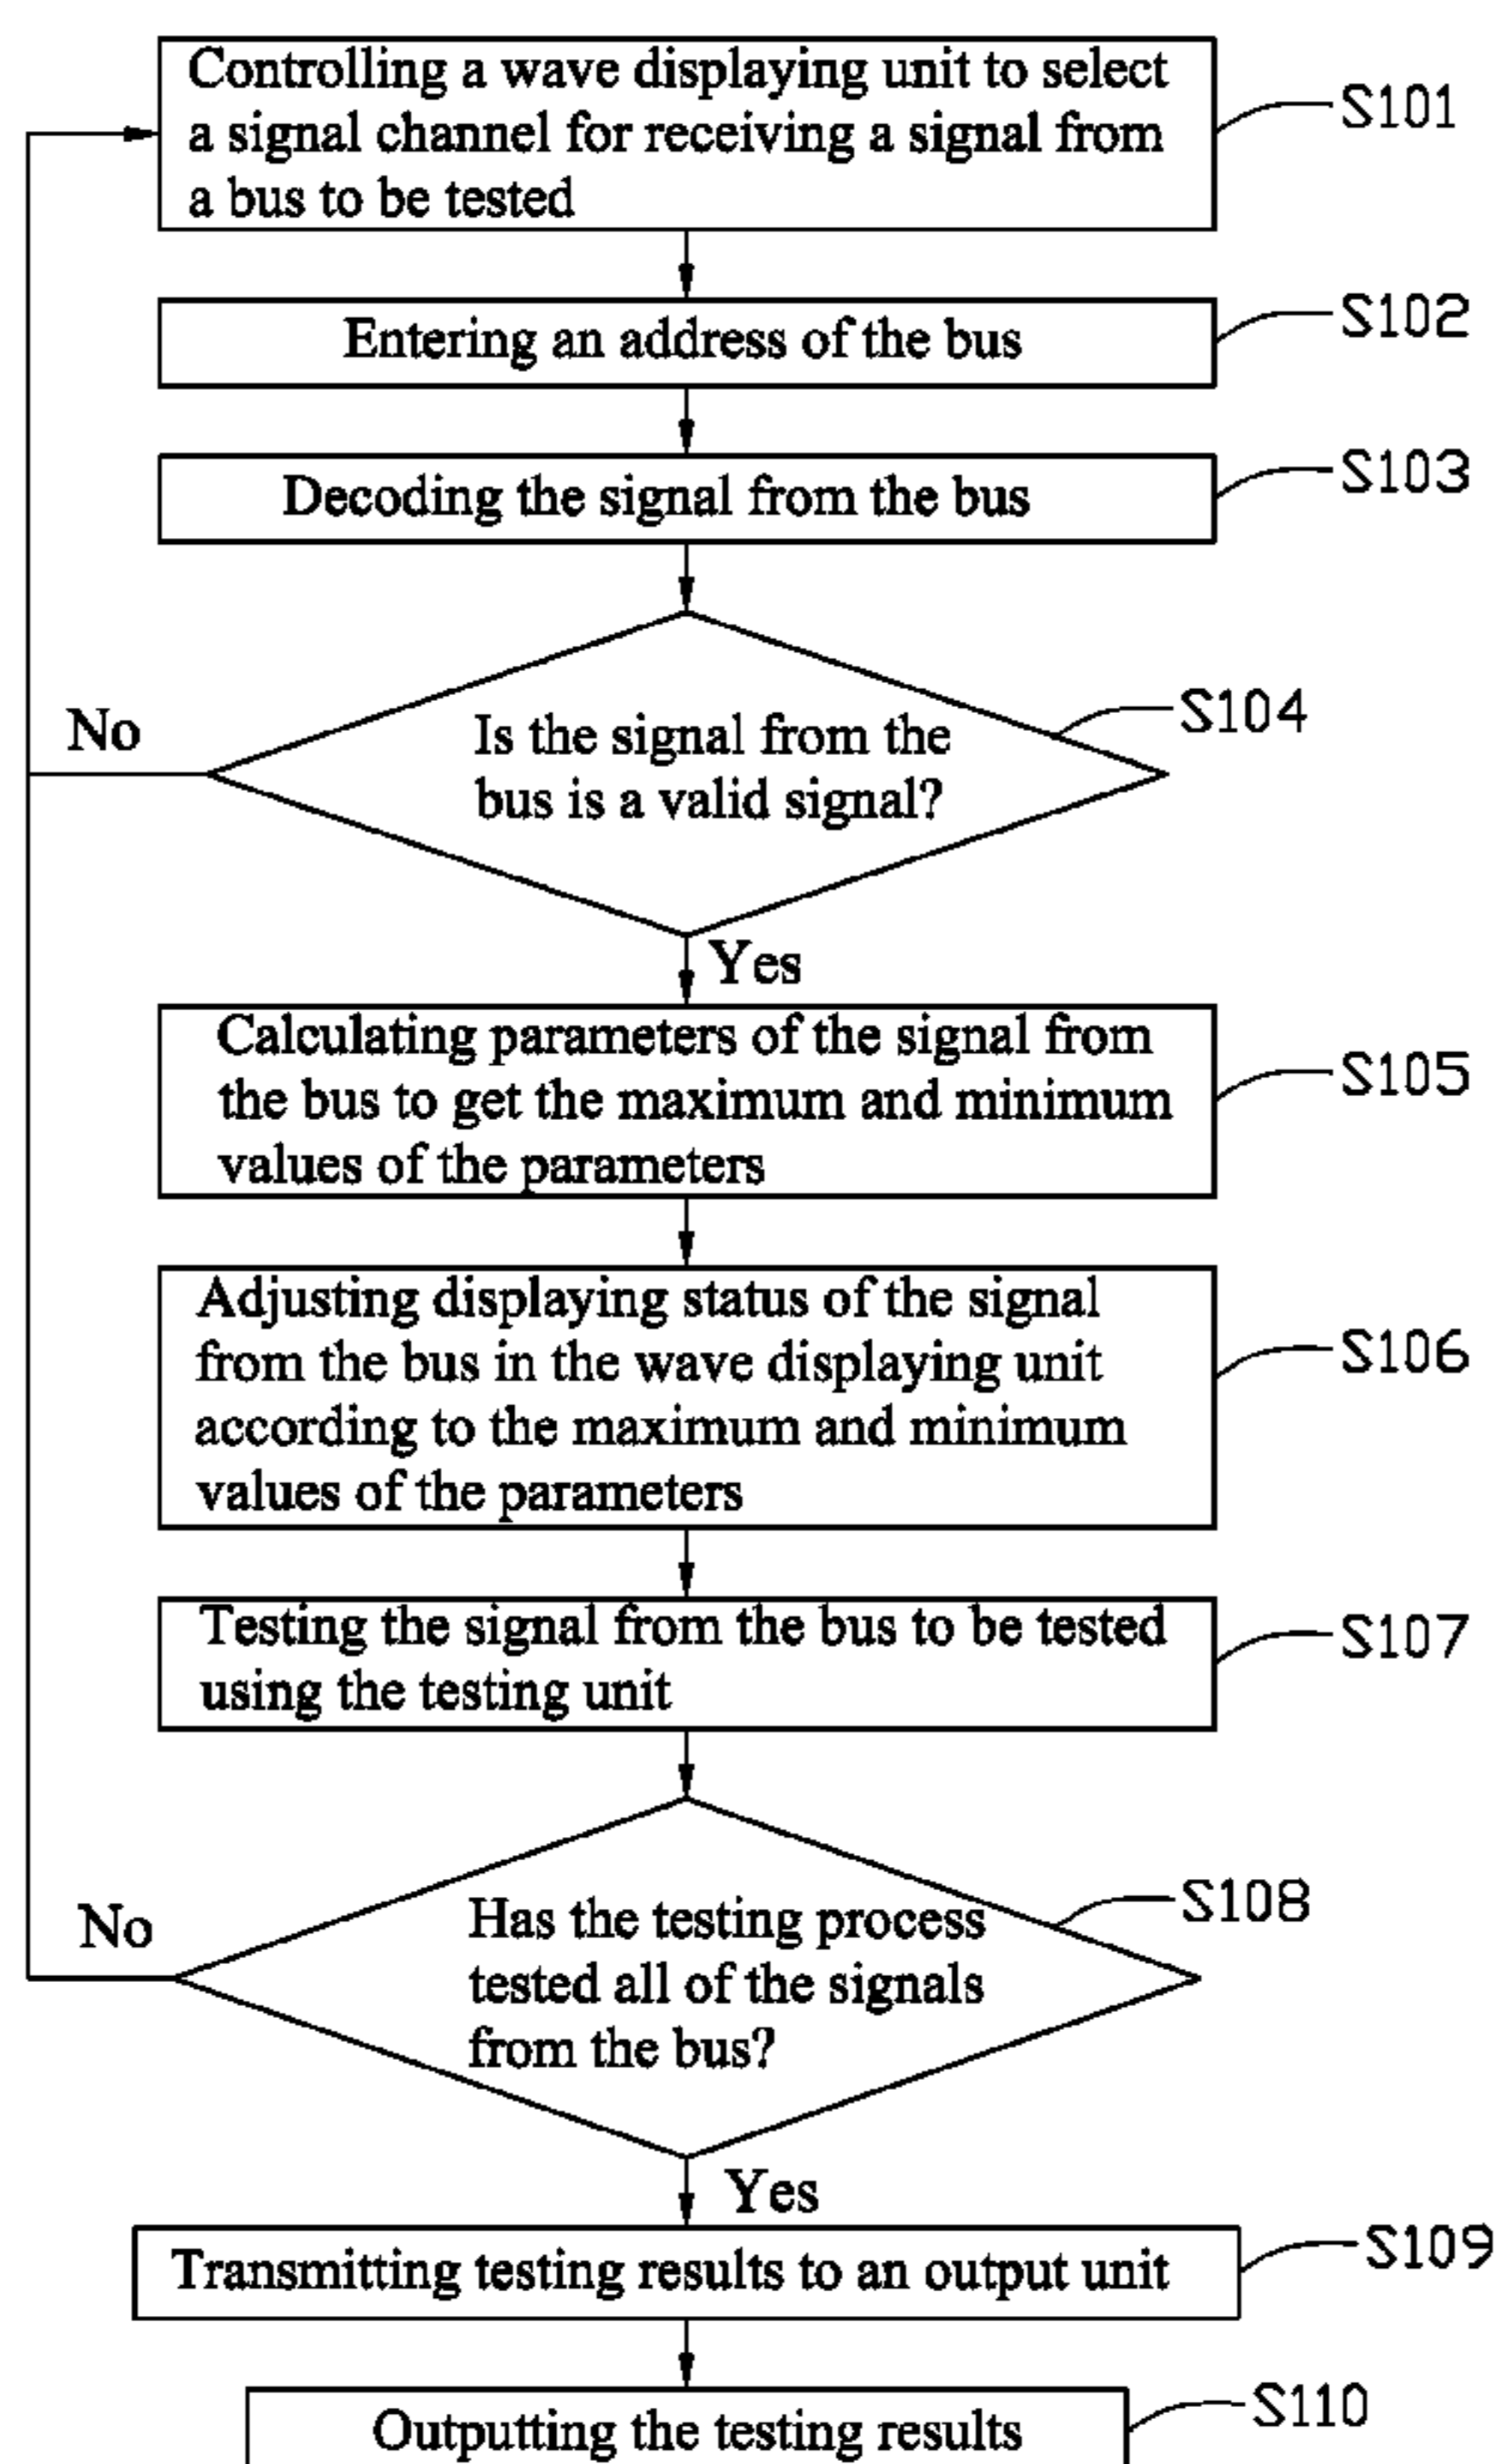 Controlling a wave displaying unit to select
a signal channel for receiving a signal from
a bus to be tested
S101
Entering an address of the bus
S102
Decoding the signal from the bus
S103
Is the signal from the
bus is a valid signal?
S104
No
Yes
Calculating parameters of the signal from
the bus to get the maximum and minimum
values of the parameters
S105
Adjusting displaying status of the signal
from the bus in the wave displaying unit
according to the maximum and minimum
values of the parameters
S106
Testing the signal from the bus to be tested
using the testing unit
S107
Has the testing process
tested all of the signals
from the bus?
S108
No
Yes
Transmitting testing results to an output unit
S109
Outputting the testing results
S110